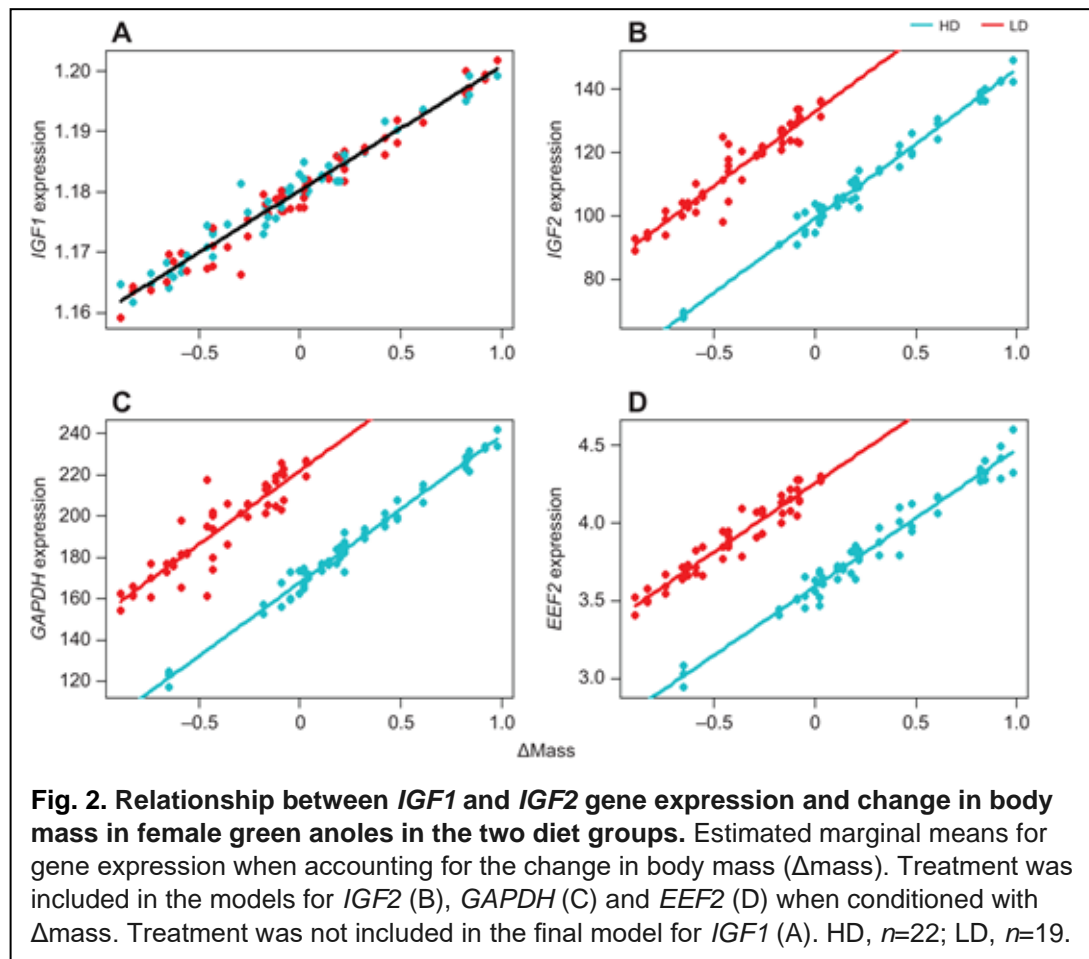 A
B
HD LD
1.20
1.19
1.18
1.17
1.16
IGF1 expression
–0.5 0 0.5 1.0
140
120
100
80
IGF2 expression
–0.5 0 0.5 1.0
C
D
240
220
200
180
160
140
120
GAPDH expression
–0.5 0 0.5 1.0
4.5
4.0
3.5
3.0
EEF2 expression
–0.5 0 0.5 1.0
ΔMass
Fig. 2. Relationship between IGF1 and IGF2 gene expression and change in body
mass in female green anoles in the two diet groups. Estimated marginal means for
gene expression when accounting for the change in body mass (Δmass). Treatment was
included in the models for IGF2 (B), GAPDH (C) and EEF2 (D) when conditioned with
Δmass. Treatment was not included in the final model for IGF1 (A). HD, n=22; LD, n=19.